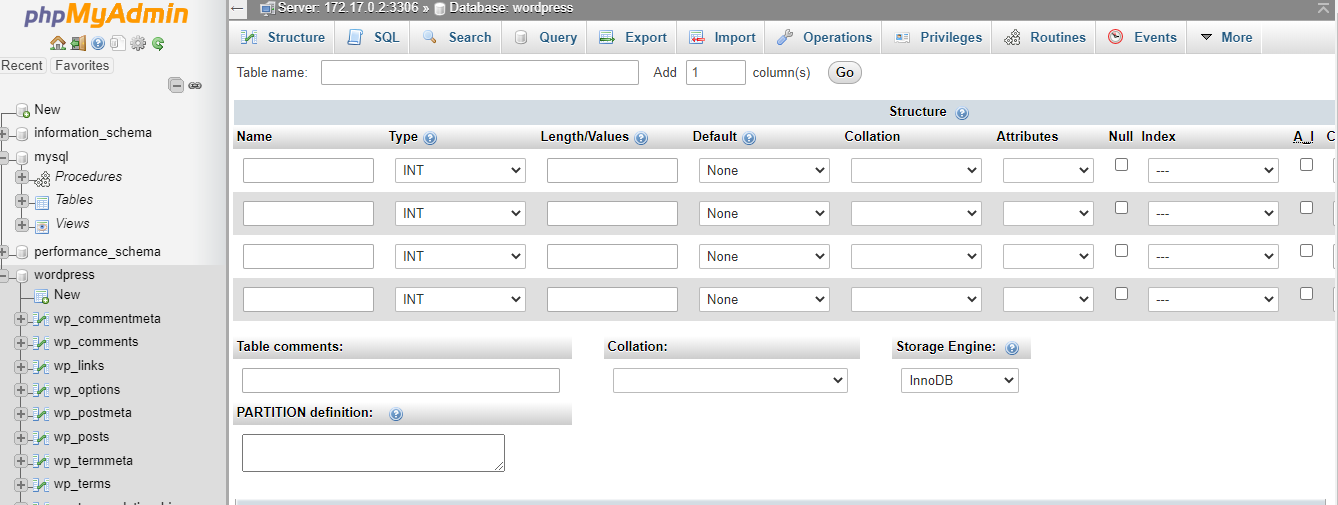 phpMyAdmin
Recent Favorites
New
information_schema
mysql
Procedures
Tables
Views
performance_schema
wordpress
New
wp_commentmeta
wp_comments
wp_links
wp_options
wp_postmeta
wp_posts
wp_termmeta
wp_terms
Server: 172.17.0.2:3306 » Database: wordpress
Structure SQL Search Query Export Import Operations Privileges Routines Events More
Table name: Add 1 column(s) Go
Structure
Name Type Length/Values Default Collation Attributes Null Index A_I C
INT None ---
INT None ---
INT None ---
INT None ---
Table comments: Collation: Storage Engine:
InnoDB
PARTITION definition: